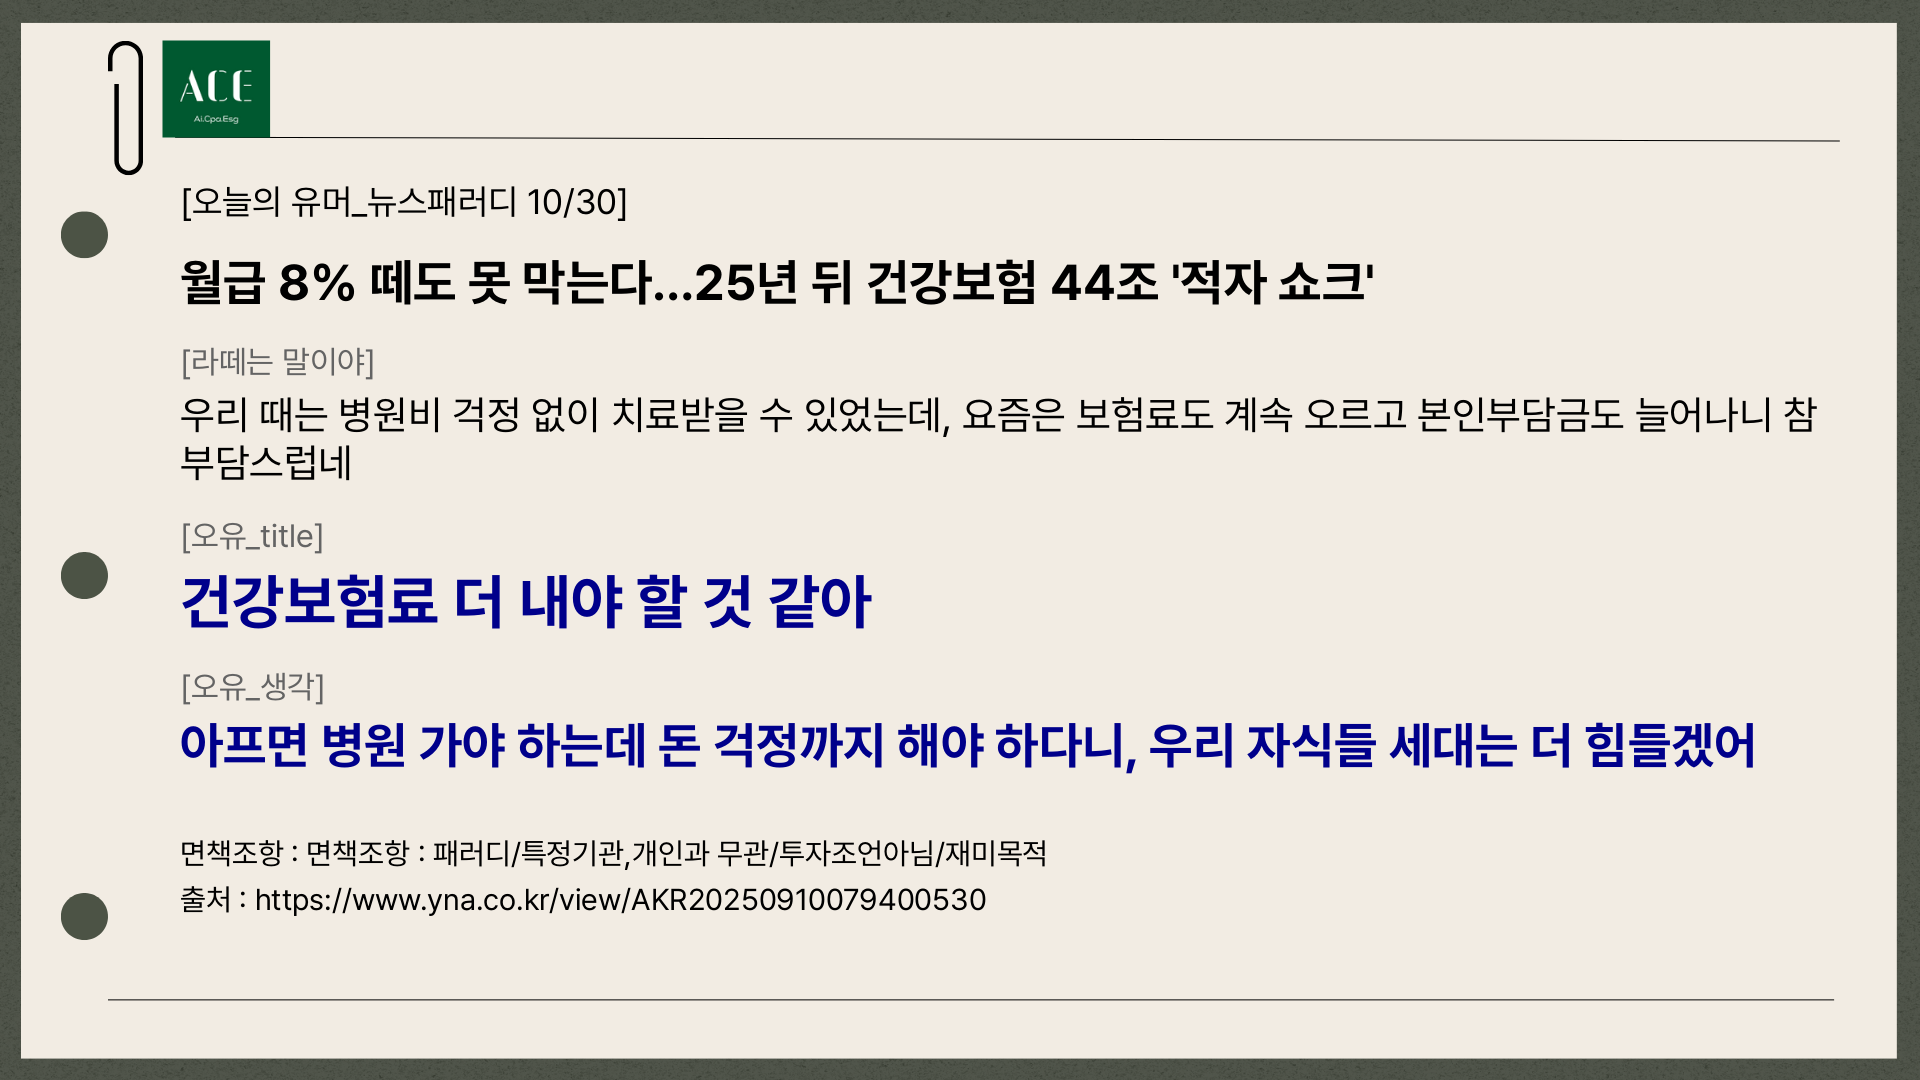 ACE
Ai.Cpa.Esg
[오늘의 유머_뉴스패러디 10/30]
월급 8% 떼도 못 막는다...25년 뒤 건강보험 44조 '적자 쇼크'
[라떼는 말이야]
우리 때는 병원비 걱정 없이 치료받을 수 있었는데, 요즘은 보험료도 계속 오르고 본인부담금도 늘어나니 참
부담스럽네
[오유_title]
건강보험료 더 내야 할 것 같아
[오유_생각]
아프면 병원 가야 하는데 돈 걱정까지 해야 하다니, 우리 자식들 세대는 더 힘들겠어
면책조항 : 면책조항 : 패러디/특정기관,개인과 무관/투자조언아님/재미목적
출처 : https://www.yna.co.kr/view/AKR20250910079400530